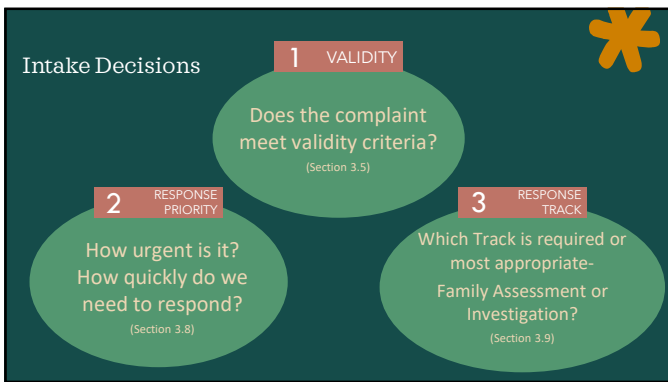 Intake Decisions
1 VALIDITY
Does the complaint
meet validity criteria?
(Section 3.5)
2 RESPONSE
PRIORITY
How urgent is it?
How quickly do we
need to respond?
(Section 3.8)
3 RESPONSE
TRACK
Which Track is required or
most appropriate-
Family Assessment or
Investigation?
(Section 3.9)